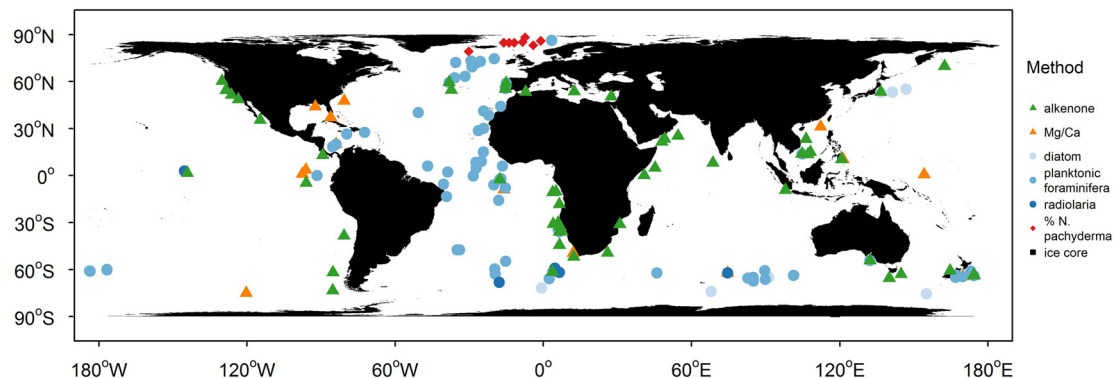 90°N
60°N
30°N
0°
30°S
60°S
90°S
180°W
120°W
60°W
0°
60°E
120°E
180°E
Method
alkenone
Mg/Ca
diatom
planktonic
foraminifera
radiolaria
% N.
pachyderma
ice core